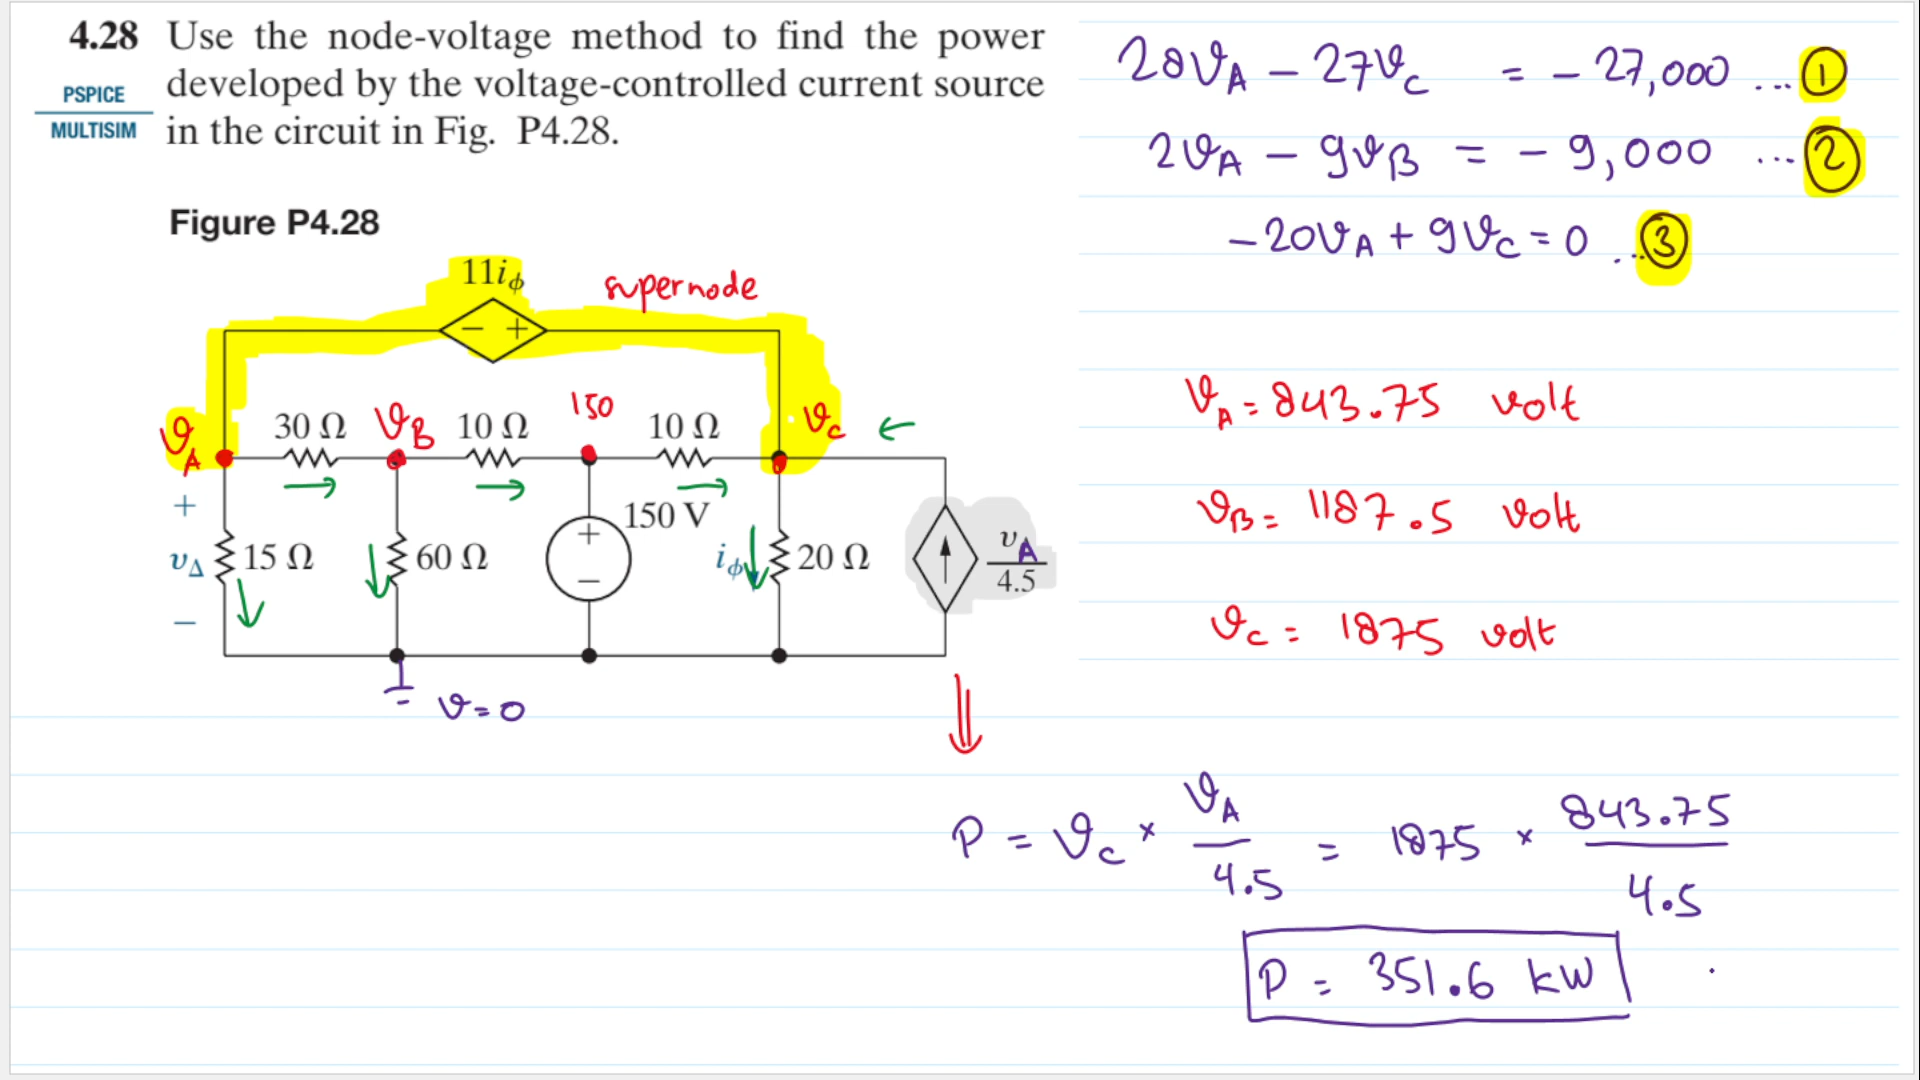 4.28 Use the node-voltage method to find the power
PSPICE
MULTISIM
developed by the voltage-controlled current source
in the circuit in Fig. P4.28.
Figure P4.28
11iϕ
supernode
vA
30 Ω
vB
10 Ω
150
10 Ω
vc
+
vΔ
−
15 Ω
60 Ω
+
−
150 V
iϕ
20 Ω
vA
4.5
− +
v=0
28vA − 27vc = − 27,000 ...①
2vA − 9vB = − 9,000 ...②
−20vA + 9vc = 0 ...③
vA = 843.75 volt
vB = 1187.5 volt
vc = 1875 volt
P = vc × vA/4.5 = 1875 × 843.75/4.5
P = 351.6 kW